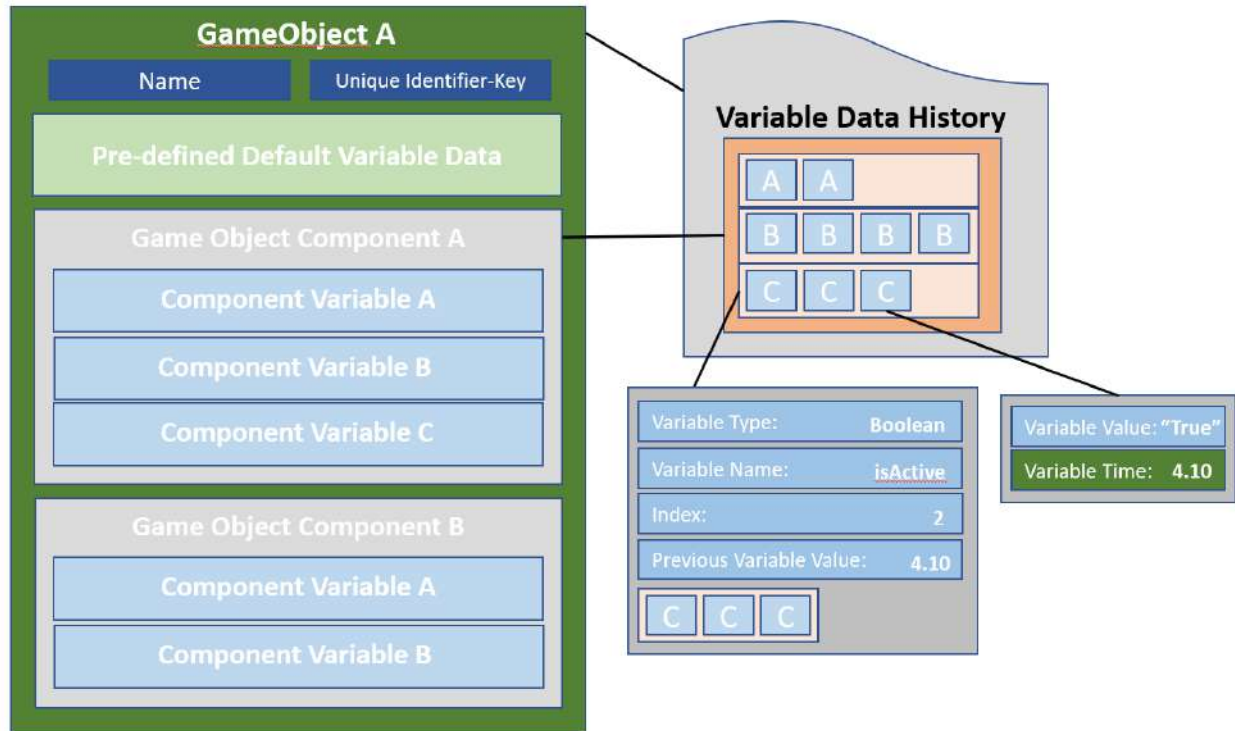 GameObject A
Name
Unique Identifier-Key
Pre-defined Default Variable Data
Game Object Component A
Component Variable A
Component Variable B
Component Variable C
Game Object Component B
Component Variable A
Component Variable B
Variable Data History
A A
B B B B
C C C
Variable Type: Boolean
Variable Name: isActive
Index: 2
Previous Variable Value: 4.10
C C C
Variable Value: "True"
Variable Time: 4.10